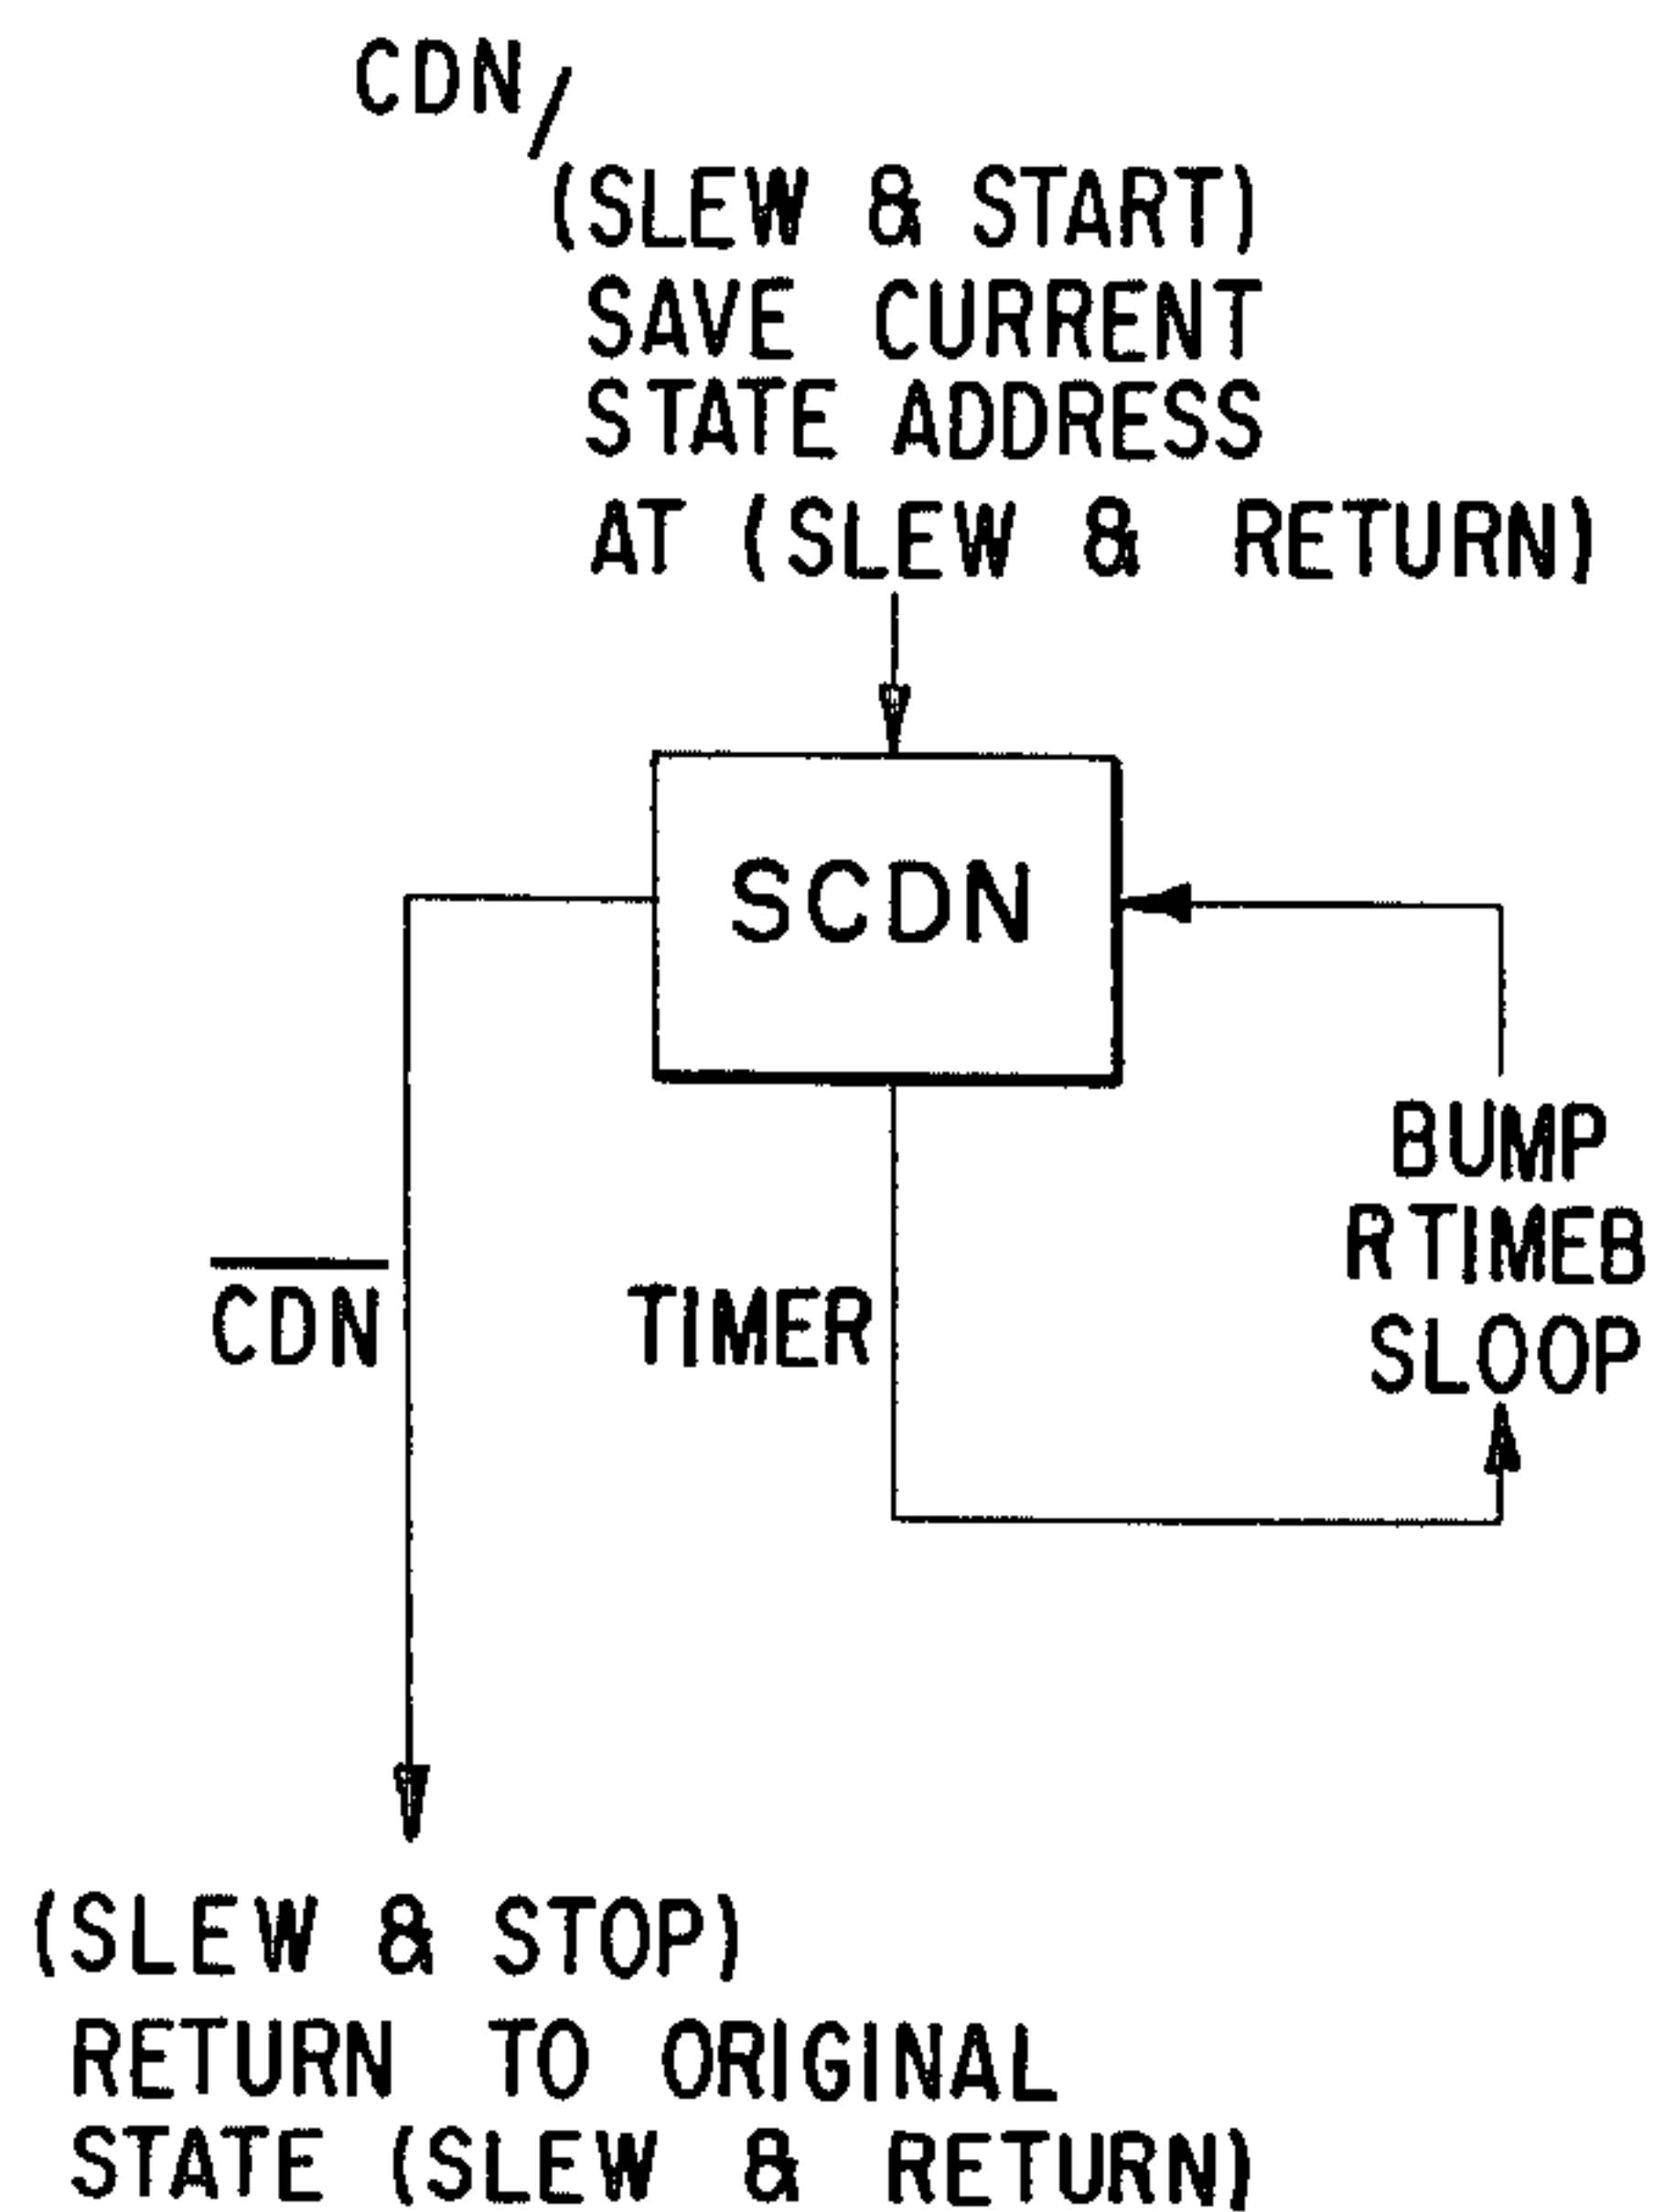 CDN/
(SLEW & START)
SAVE CURRENT
STATE ADDRESS
AT (SLEW & RETURN)
SCDN
BUMP
RTIMEB
SLOOP
C̅D̅N̅
TIMER
(SLEW & STOP)
RETURN TO ORIGINAL
STATE (SLEW & RETURN)